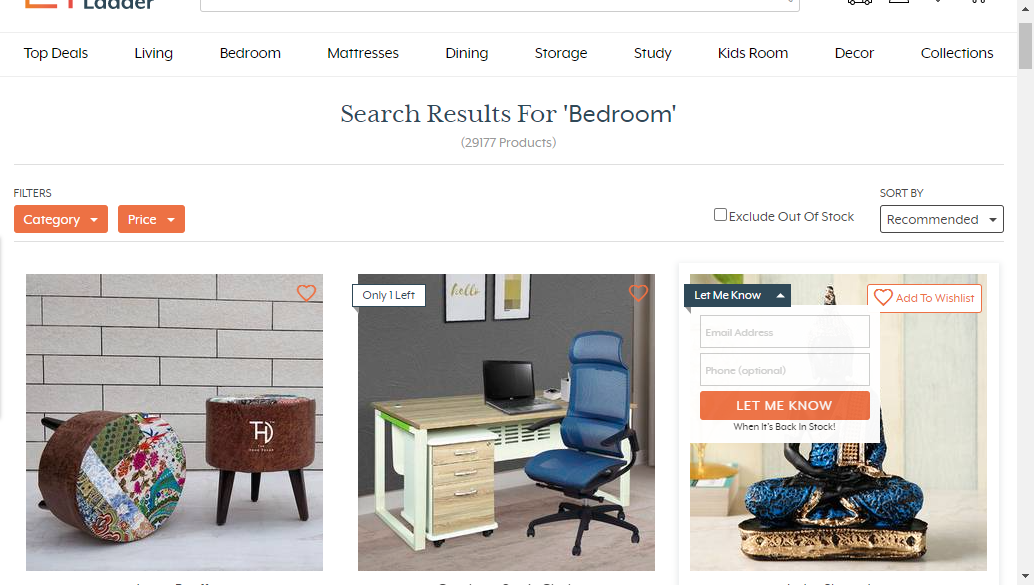 Ladder
Top Deals Living Bedroom Mattresses Dining Storage Study Kids Room Decor Collections
Search Results For 'Bedroom'
(29177 Products)
FILTERS
SORT BY
Category
Price
Exclude Out Of Stock
Recommended
Only 1 Left
Let Me Know
Add To Wishlist
Email Address
Phone (optional)
LET ME KNOW
When It's Back In Stock!
hello